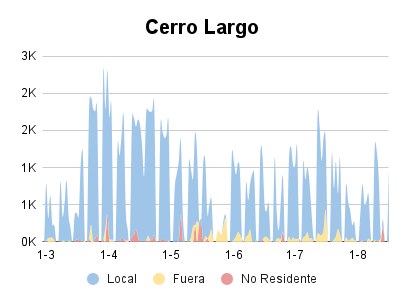 Cerro Largo
3K
2K
2K
1K
1K
0K
1-3 1-4 1-5 1-6 1-7 1-8
Local Fuera No Residente